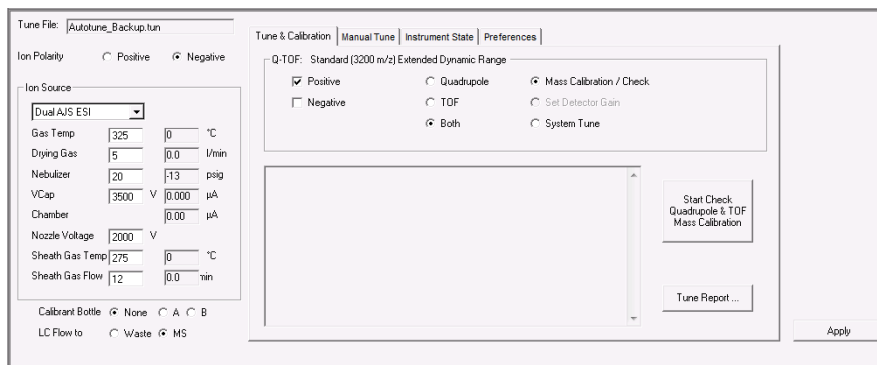 Tune File: Autotune_Backup.tun
Ion Polarity Positive Negative
Ion Source
Dual AJS ESI
Gas Temp 325 0 °C
Drying Gas 5 0.0 l/min
Nebulizer 20 -13 psig
VCap 3500 V 0.000 µA
Chamber 0.00 µA
Nozzle Voltage 2000 V
Sheath Gas Temp 275 0 °C
Sheath Gas Flow 12 0.0 min
Calibrant Bottle None A B
LC Flow to Waste MS
Tune & Calibration Manual Tune Instrument State Preferences
Q-TOF: Standard (3200 m/z) Extended Dynamic Range
Positive Quadrupole Mass Calibration / Check
Negative TOF Set Detector Gain
Both System Tune
Start Check
Quadrupole & TOF
Mass Calibration
Tune Report ...
Apply